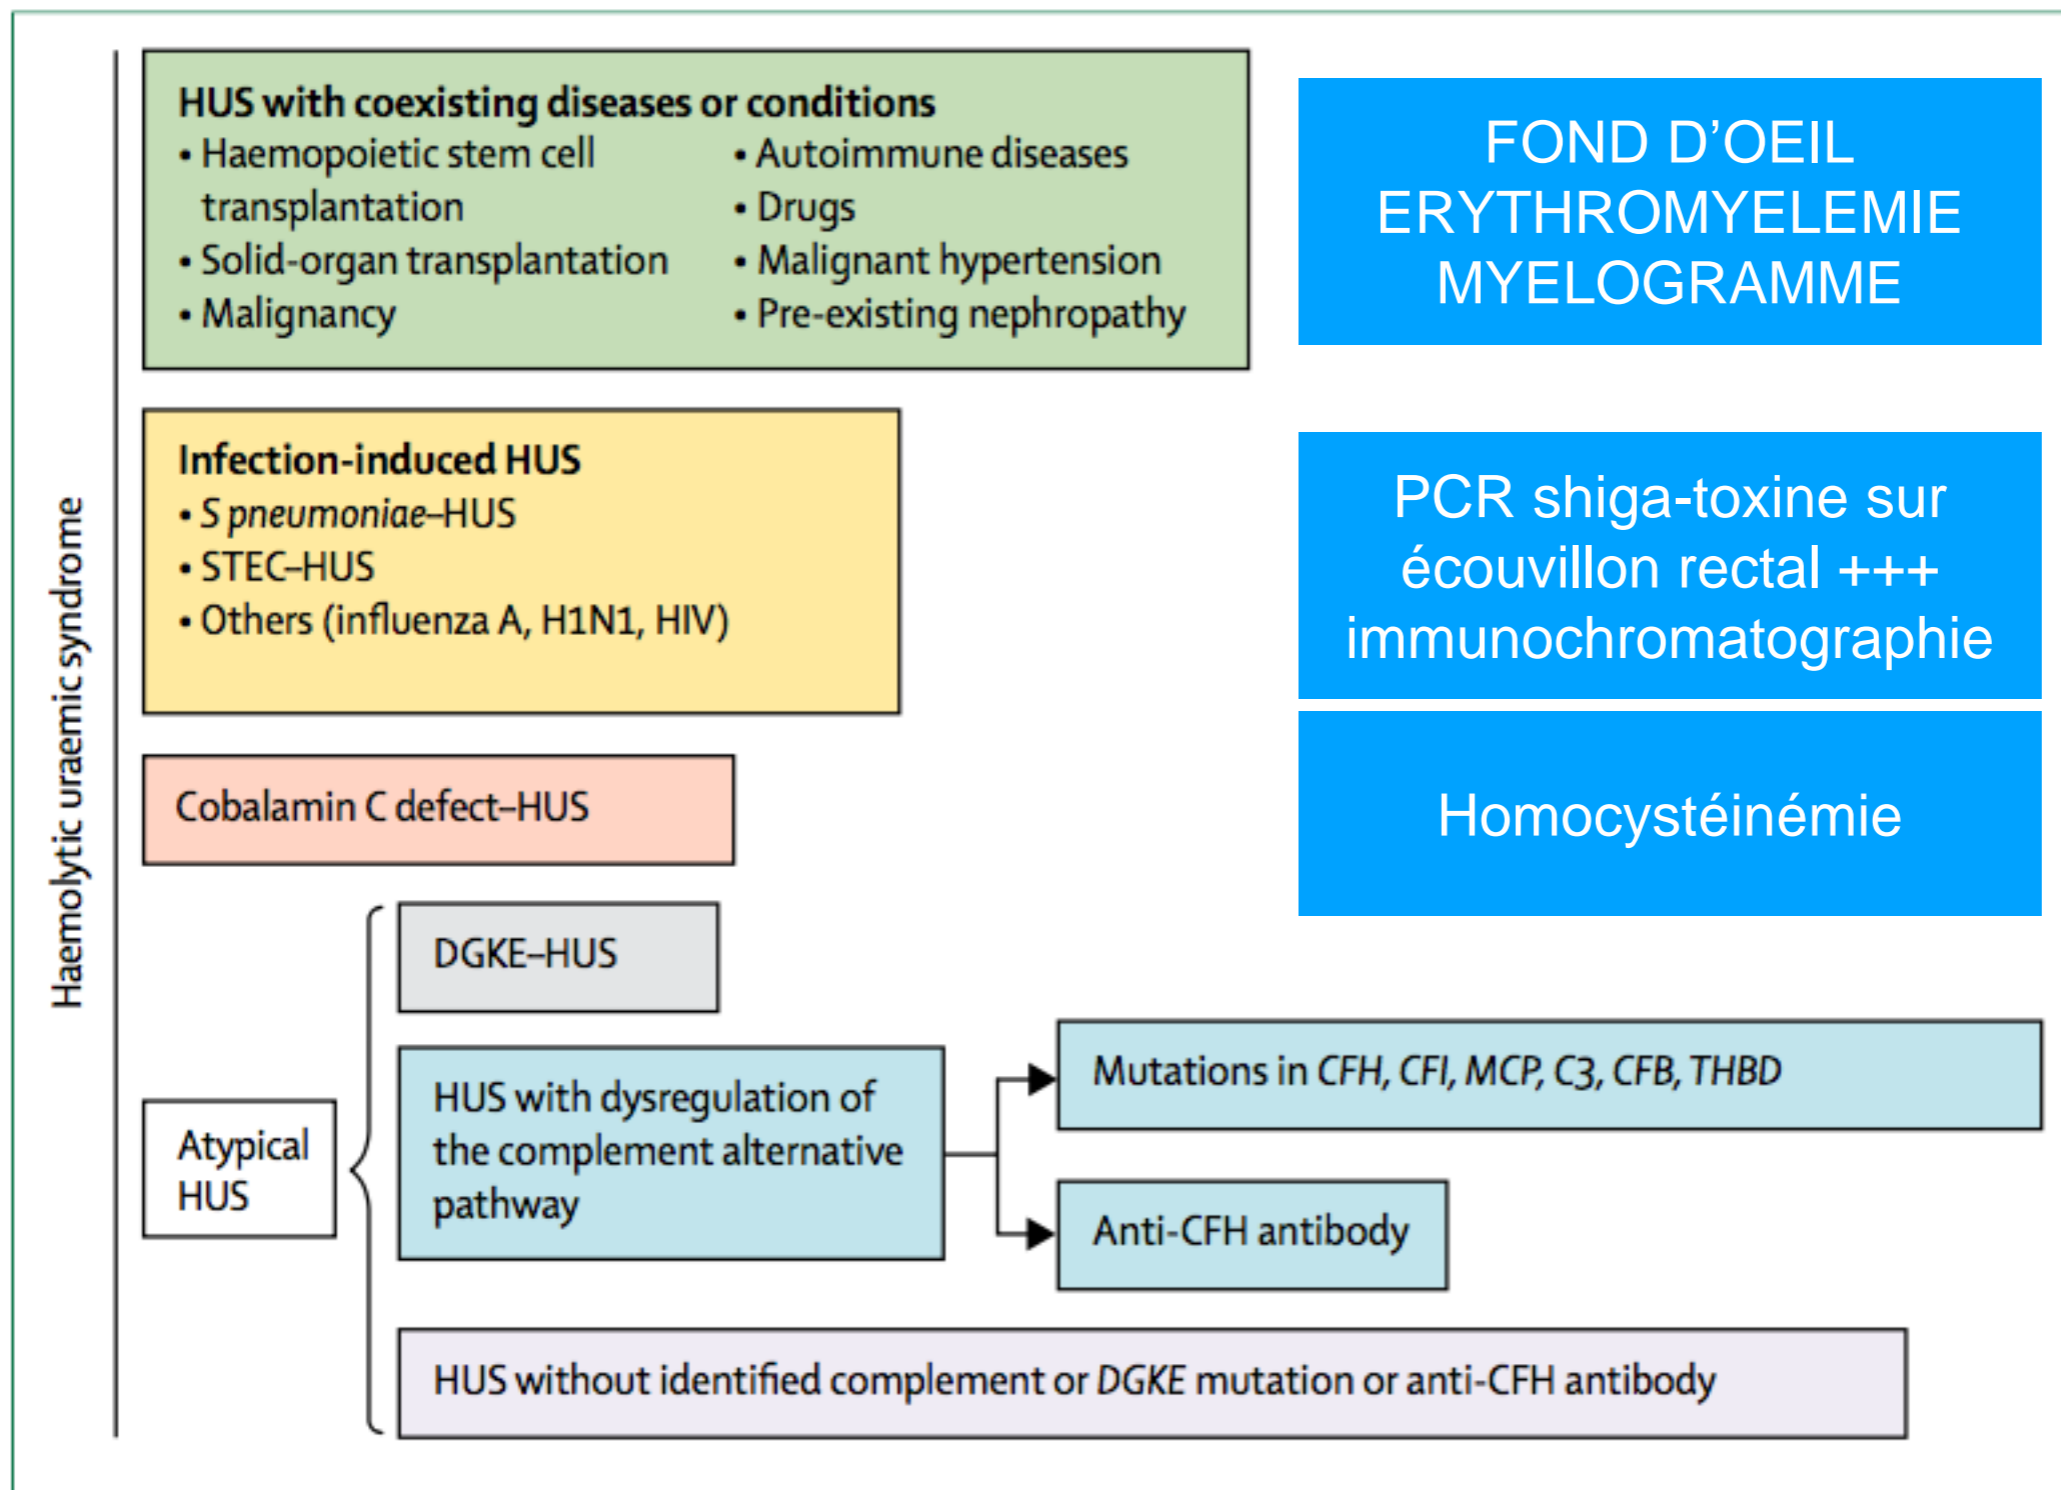 Haemolytic uraemic syndrome
HUS with coexisting diseases or conditions
• Haemopoietic stem cell
transplantation
• Solid-organ transplantation
• Malignancy
• Autoimmune diseases
• Drugs
• Malignant hypertension
• Pre-existing nephropathy
FOND D’OEIL
ERYTHROMYELEMIE
MYELOGRAMME
Infection-induced HUS
• S pneumoniae–HUS
• STEC–HUS
• Others (influenza A, H1N1, HIV)
PCR shiga-toxine sur
écouvillon rectal +++
immunochromatographie
Cobalamin C defect–HUS
Homocystéinémie
Atypical
HUS
DGKE–HUS
HUS with dysregulation of
the complement alternative
pathway
Mutations in CFH, CFI, MCP, C3, CFB, THBD
Anti-CFH antibody
HUS without identified complement or DGKE mutation or anti-CFH antibody